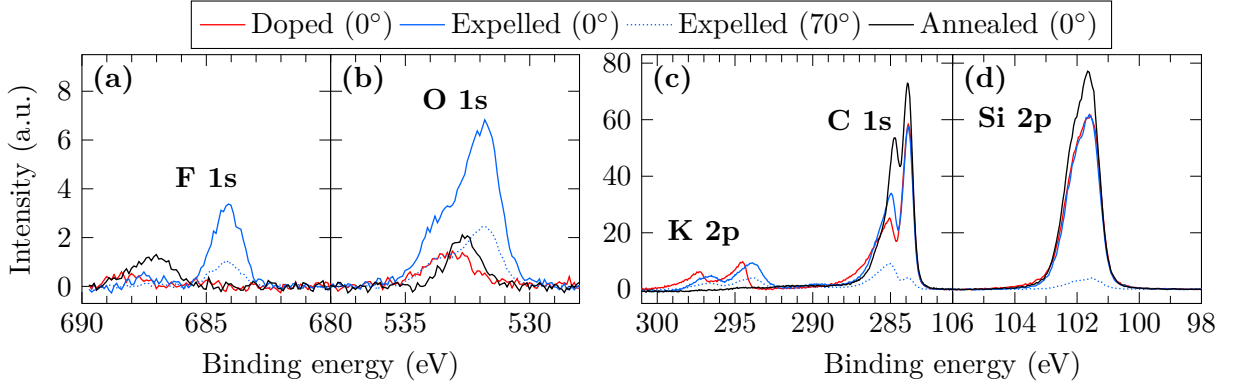 Doped (0°) Expelled (0°) Expelled (70°) Annealed (0°)
(a) (b) (c) (d)
O 1s
F 1s
C 1s
Si 2p
K 2p
Intensity (a.u.)
8
6
4
2
0
80
60
40
20
0
690 685 680 535 530 300 295 290 285 106 104 102 100 98
Binding energy (eV) Binding energy (eV)